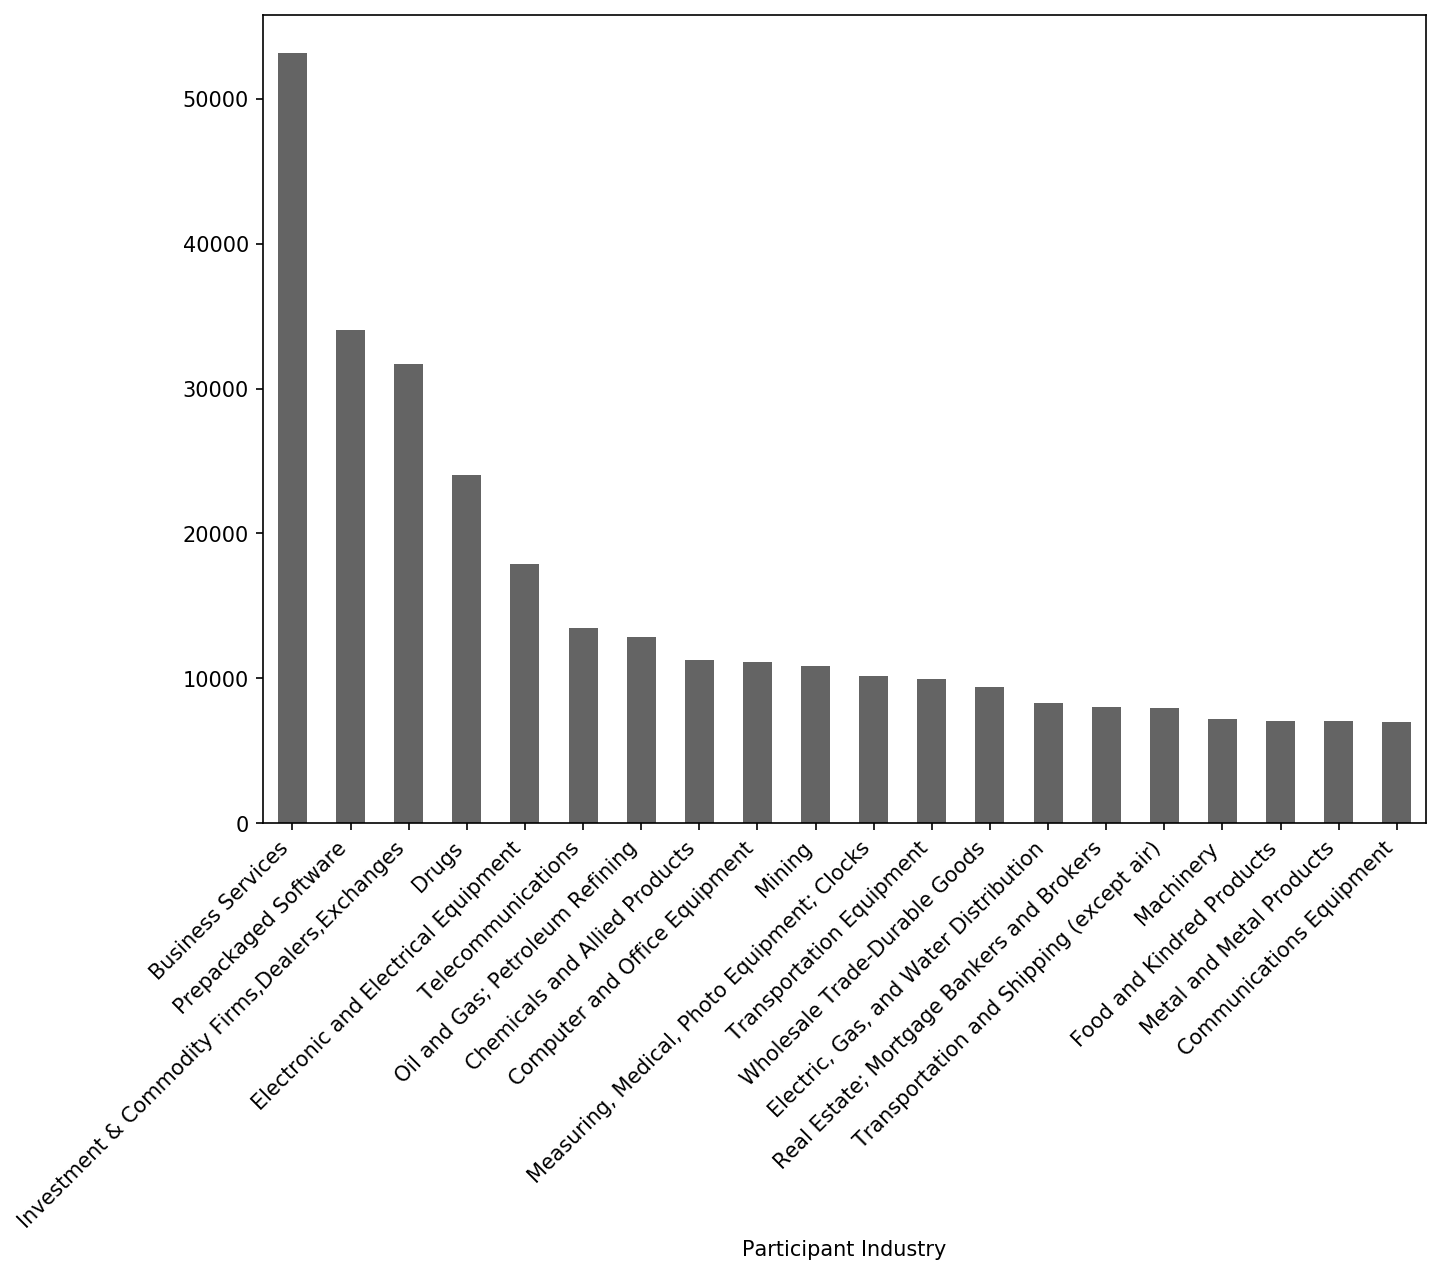 50000
40000
30000
20000
10000
0
Business Services
Prepackaged Software
Investment & Commodity Firms,Dealers,Exchanges
Drugs
Electronic and Electrical Equipment
Telecommunications
Oil and Gas; Petroleum Refining
Chemicals and Allied Products
Computer and Office Equipment
Mining
Measuring, Medical, Photo Equipment; Clocks
Transportation Equipment
Wholesale Trade-Durable Goods
Electric, Gas, and Water Distribution
Real Estate; Mortgage Bankers and Brokers
Transportation and Shipping (except air)
Machinery
Food and Kindred Products
Metal and Metal Products
Communications Equipment
Participant Industry